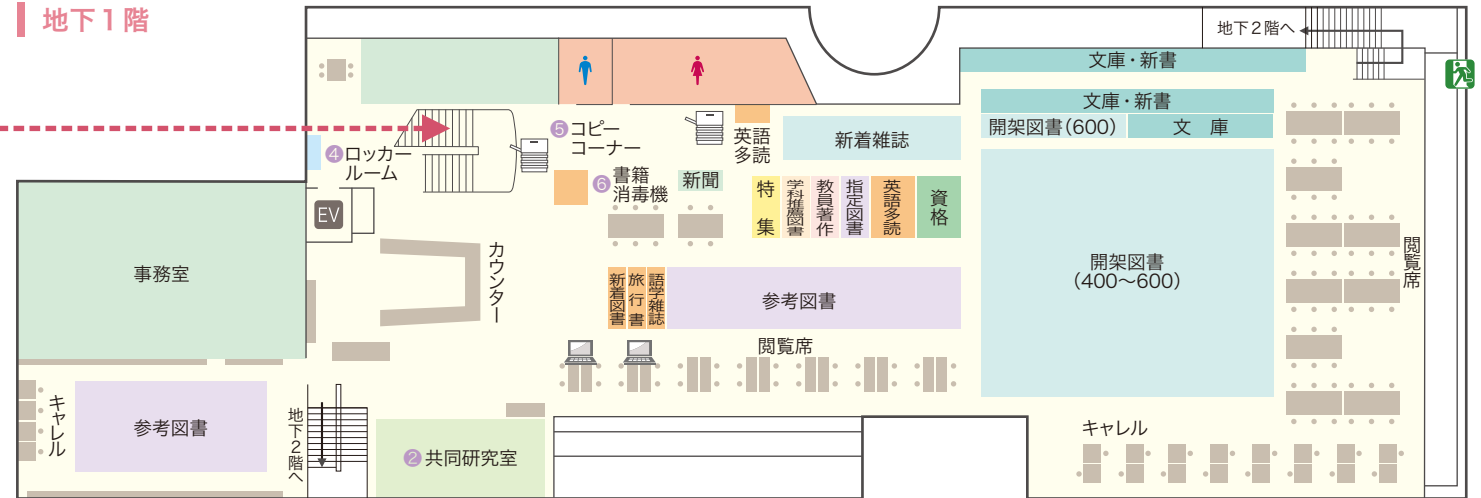 地下1階
地下2階へ
文庫・新書
文庫・新書
開架図書(600)
文 庫
⑤コピー
コーナー
英語
多読
新着雑誌
④ロッカー
ルーム
⑥書籍
消毒機
新聞
EV
特集
学科推薦図書
教員著作
指定図書
英語多読
資格
事務室
カウンター
開架図書
(400〜600)
閲覧席
新着図書
旅行書
語学雑誌
参考図書
閲覧席
キャレル
参考図書
地下2階へ
②共同研究室
キャレル